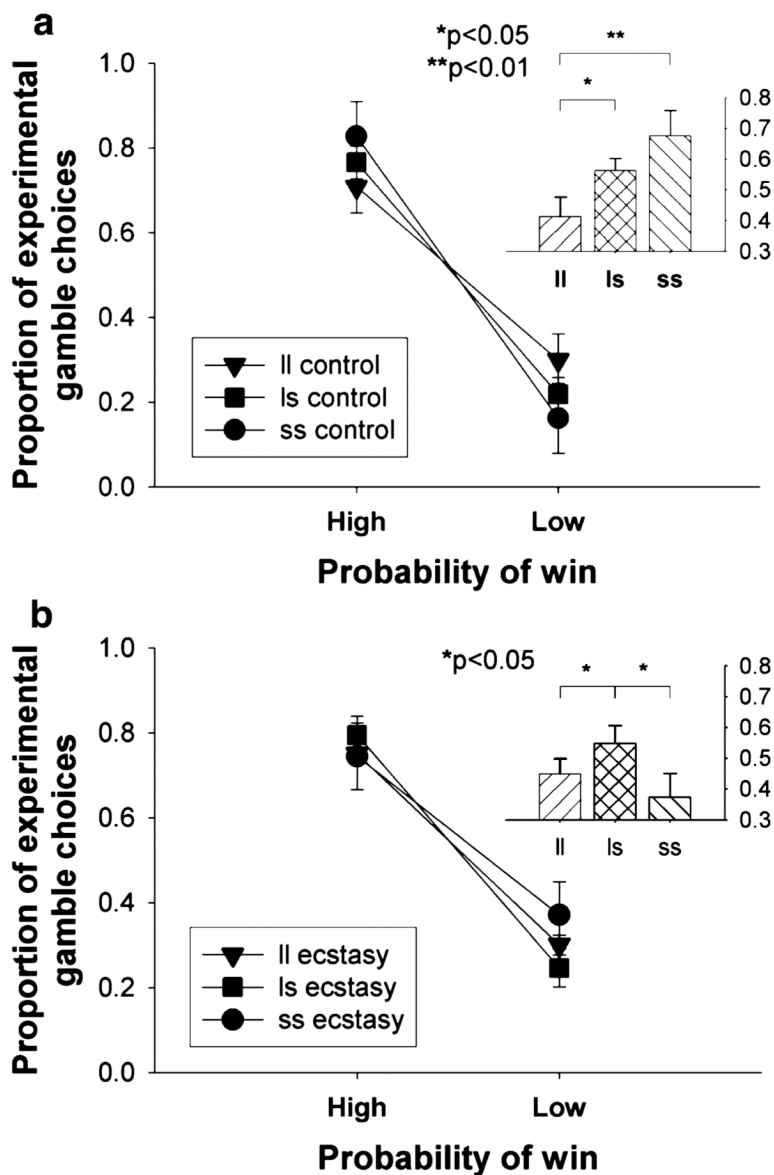 a
*p<0.05
**p<0.01
**
*
0.8
0.7
0.6
0.5
0.4
0.3
ll
ls
ss
Proportion of experimental
gamble choices
1.0
0.8
0.6
0.4
0.2
0.0
ll control
ls control
ss control
High
Low
Probability of win
b
*p<0.05
*
*
0.8
0.7
0.6
0.5
0.4
0.3
ll
ls
ss
Proportion of experimental
gamble choices
1.0
0.8
0.6
0.4
0.2
0.0
ll ecstasy
ls ecstasy
ss ecstasy
High
Low
Probability of win